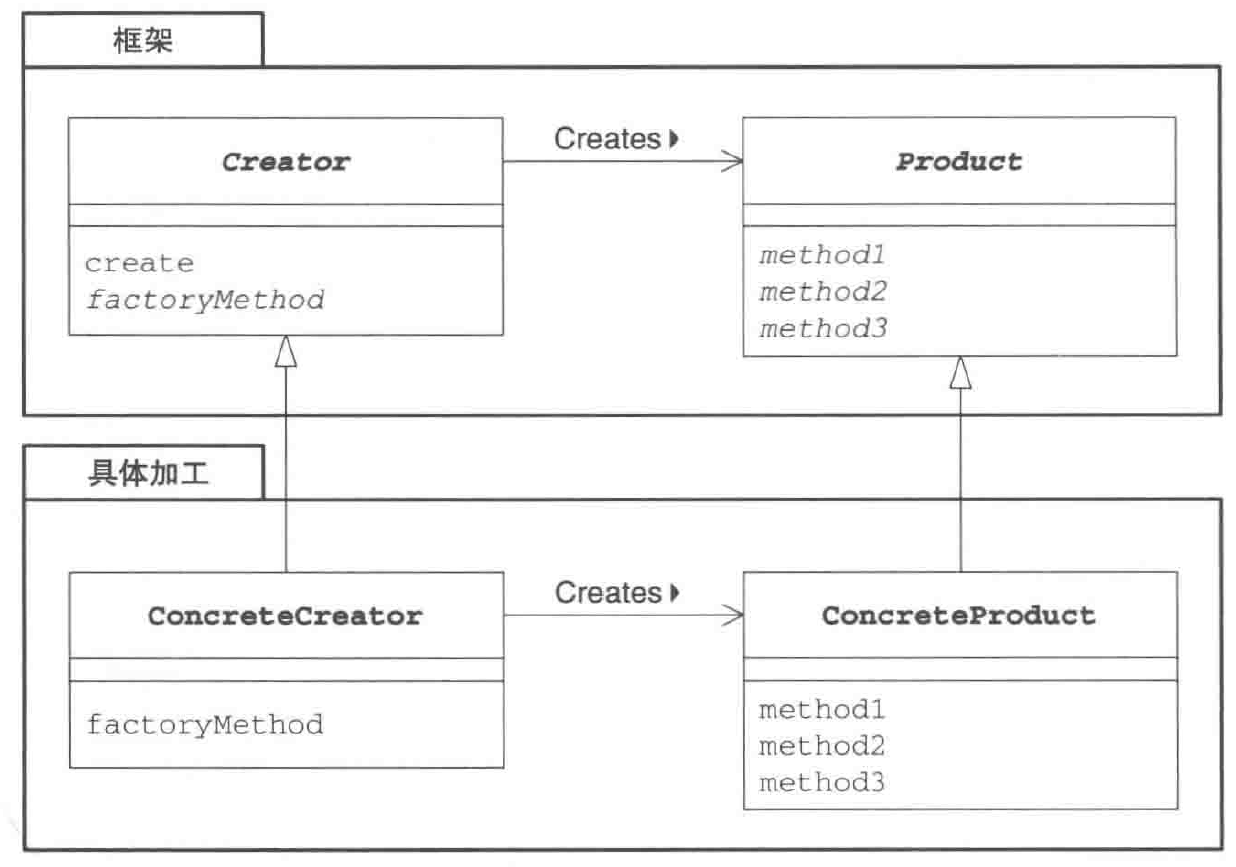 框架
Creator
Creates
Product
create
factoryMethod
method1
method2
method3
具体加工
ConcreteCreator
Creates
ConcreteProduct
factoryMethod
method1
method2
method3